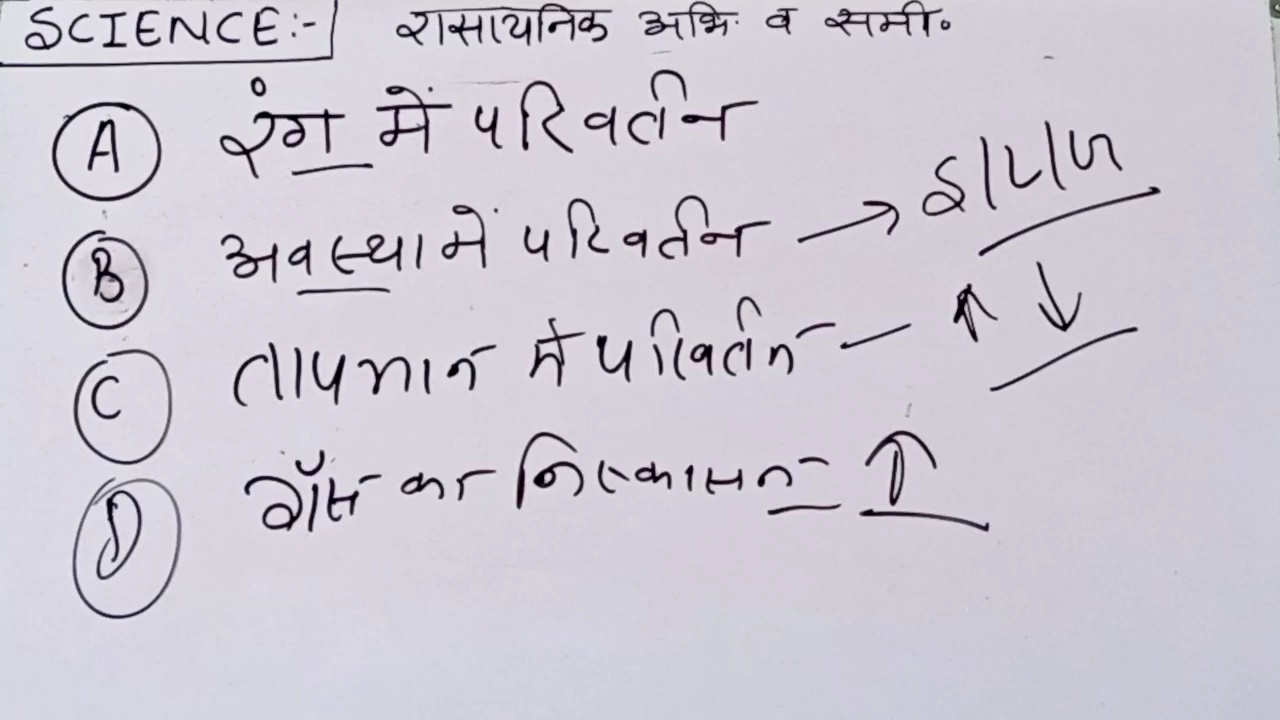 SCIENCE:- रासायनिक अभि· व समी॰
A रंग में परिवर्तन
B अवस्था में परिवर्तन →
C तापमान में परिवर्तन - ↑ ↓
D गैस का निस्कासन ↑